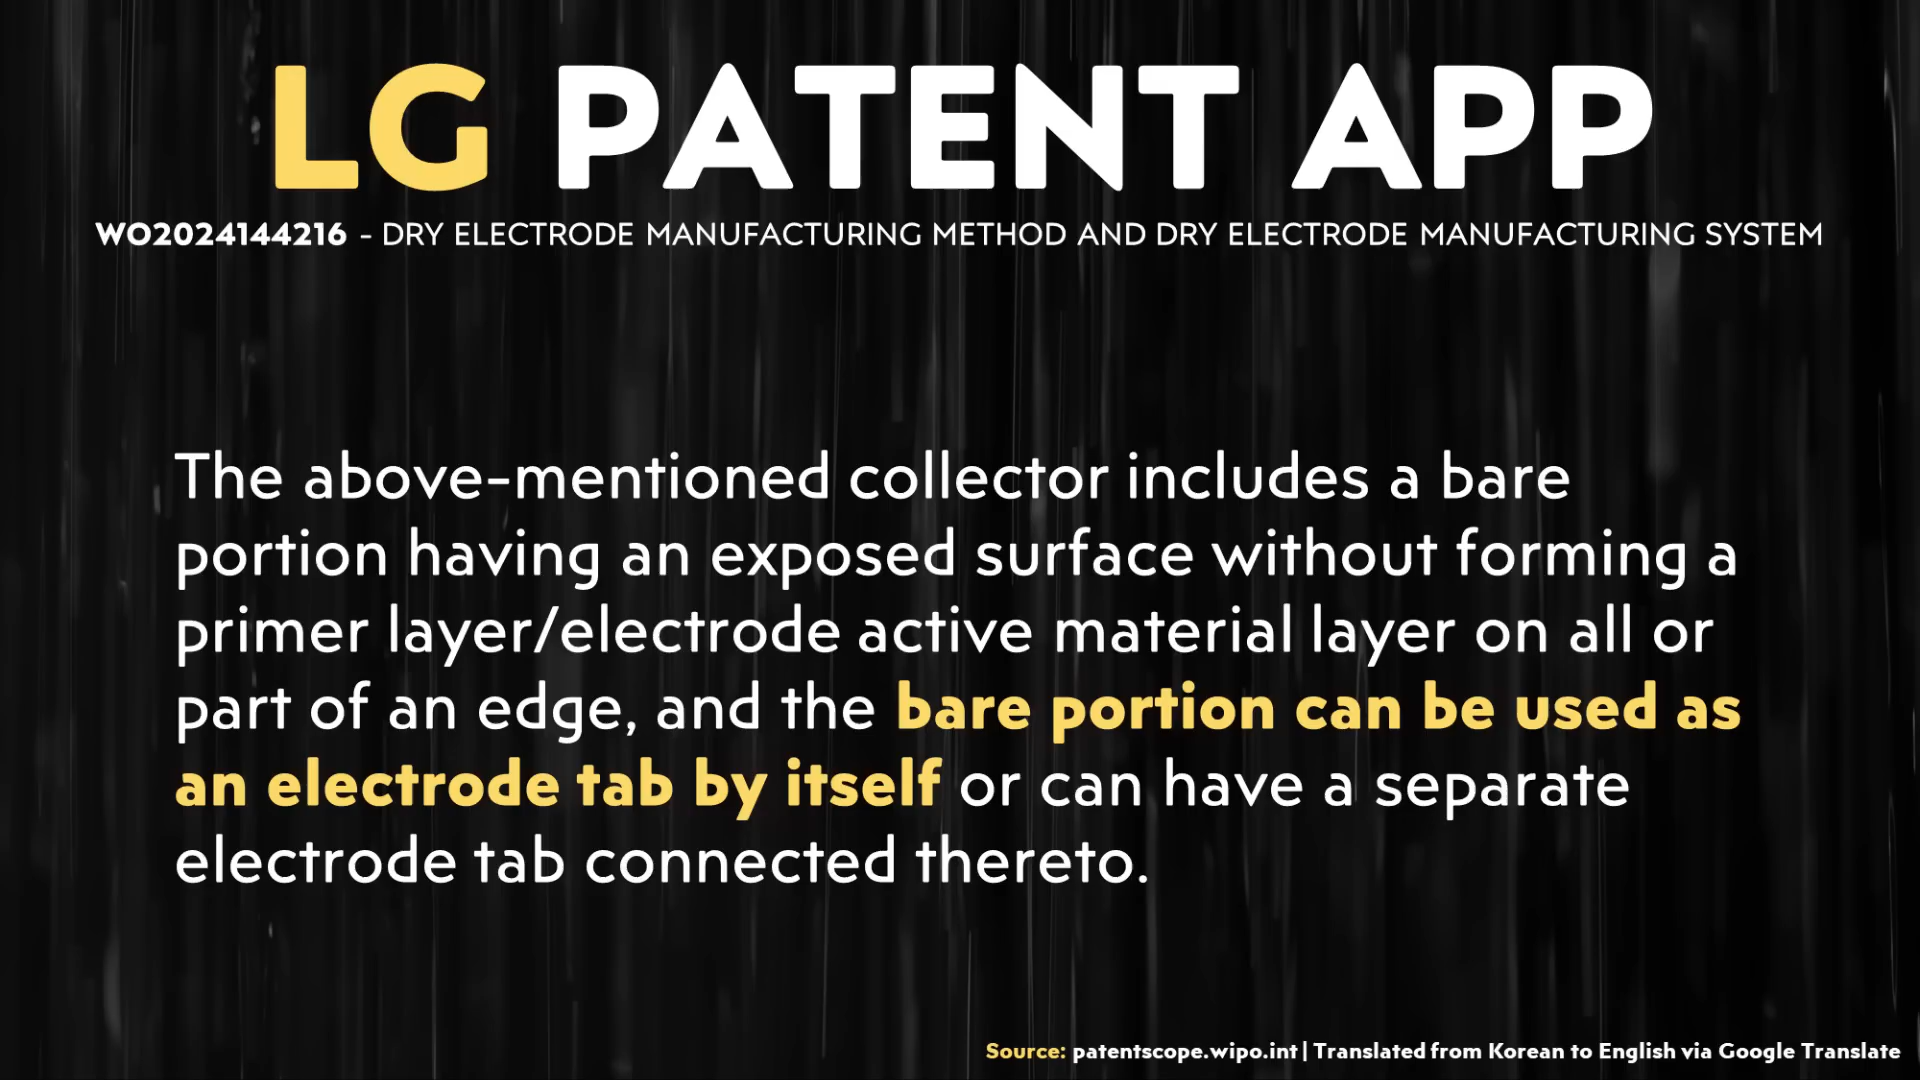 LG PATENT APP
WO2024144216 - DRY ELECTRODE MANUFACTURING METHOD AND DRY ELECTRODE MANUFACTURING SYSTEM
The above-mentioned collector includes a bare
portion having an exposed surface without forming a
primer layer/electrode active material layer on all or
part of an edge, and the bare portion can be used as
an electrode tab by itself or can have a separate
electrode tab connected thereto.
Source: patentscope.wipo.int | Translated from Korean to English via Google Translate